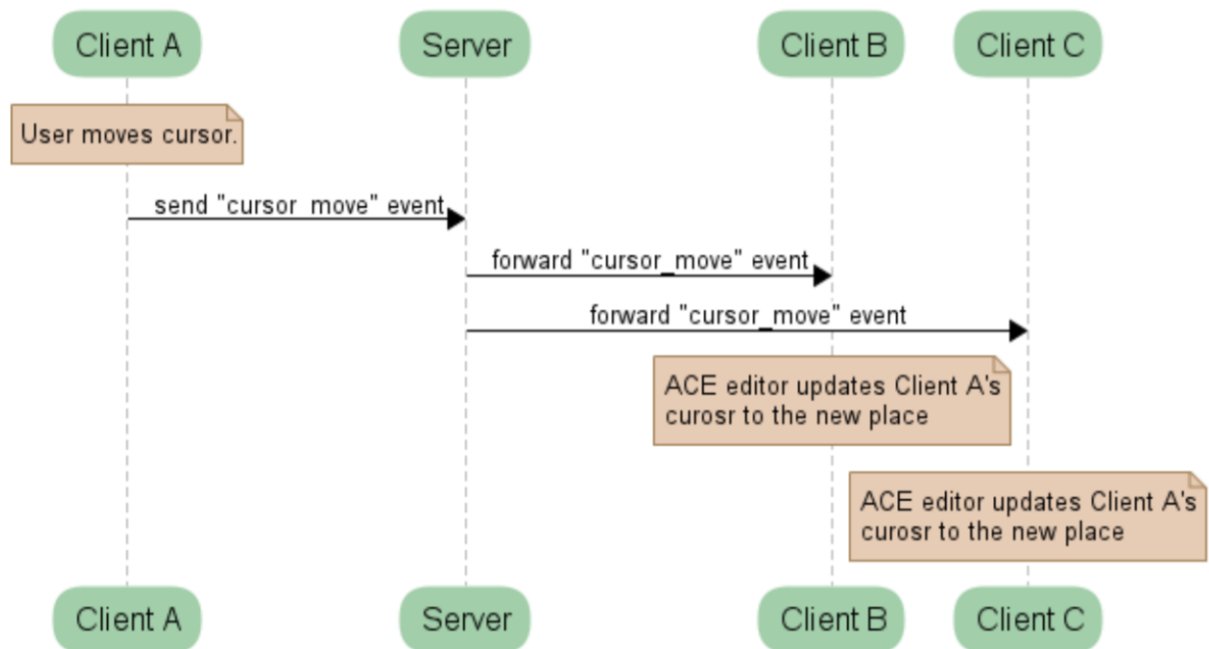 Client A
Server
Client B
Client C
User moves cursor.
send "cursor_move" event
forward "cursor_move" event
forward "cursor_move" event
ACE editor updates Client A's
curosr to the new place
ACE editor updates Client A's
curosr to the new place
Client A
Server
Client B
Client C